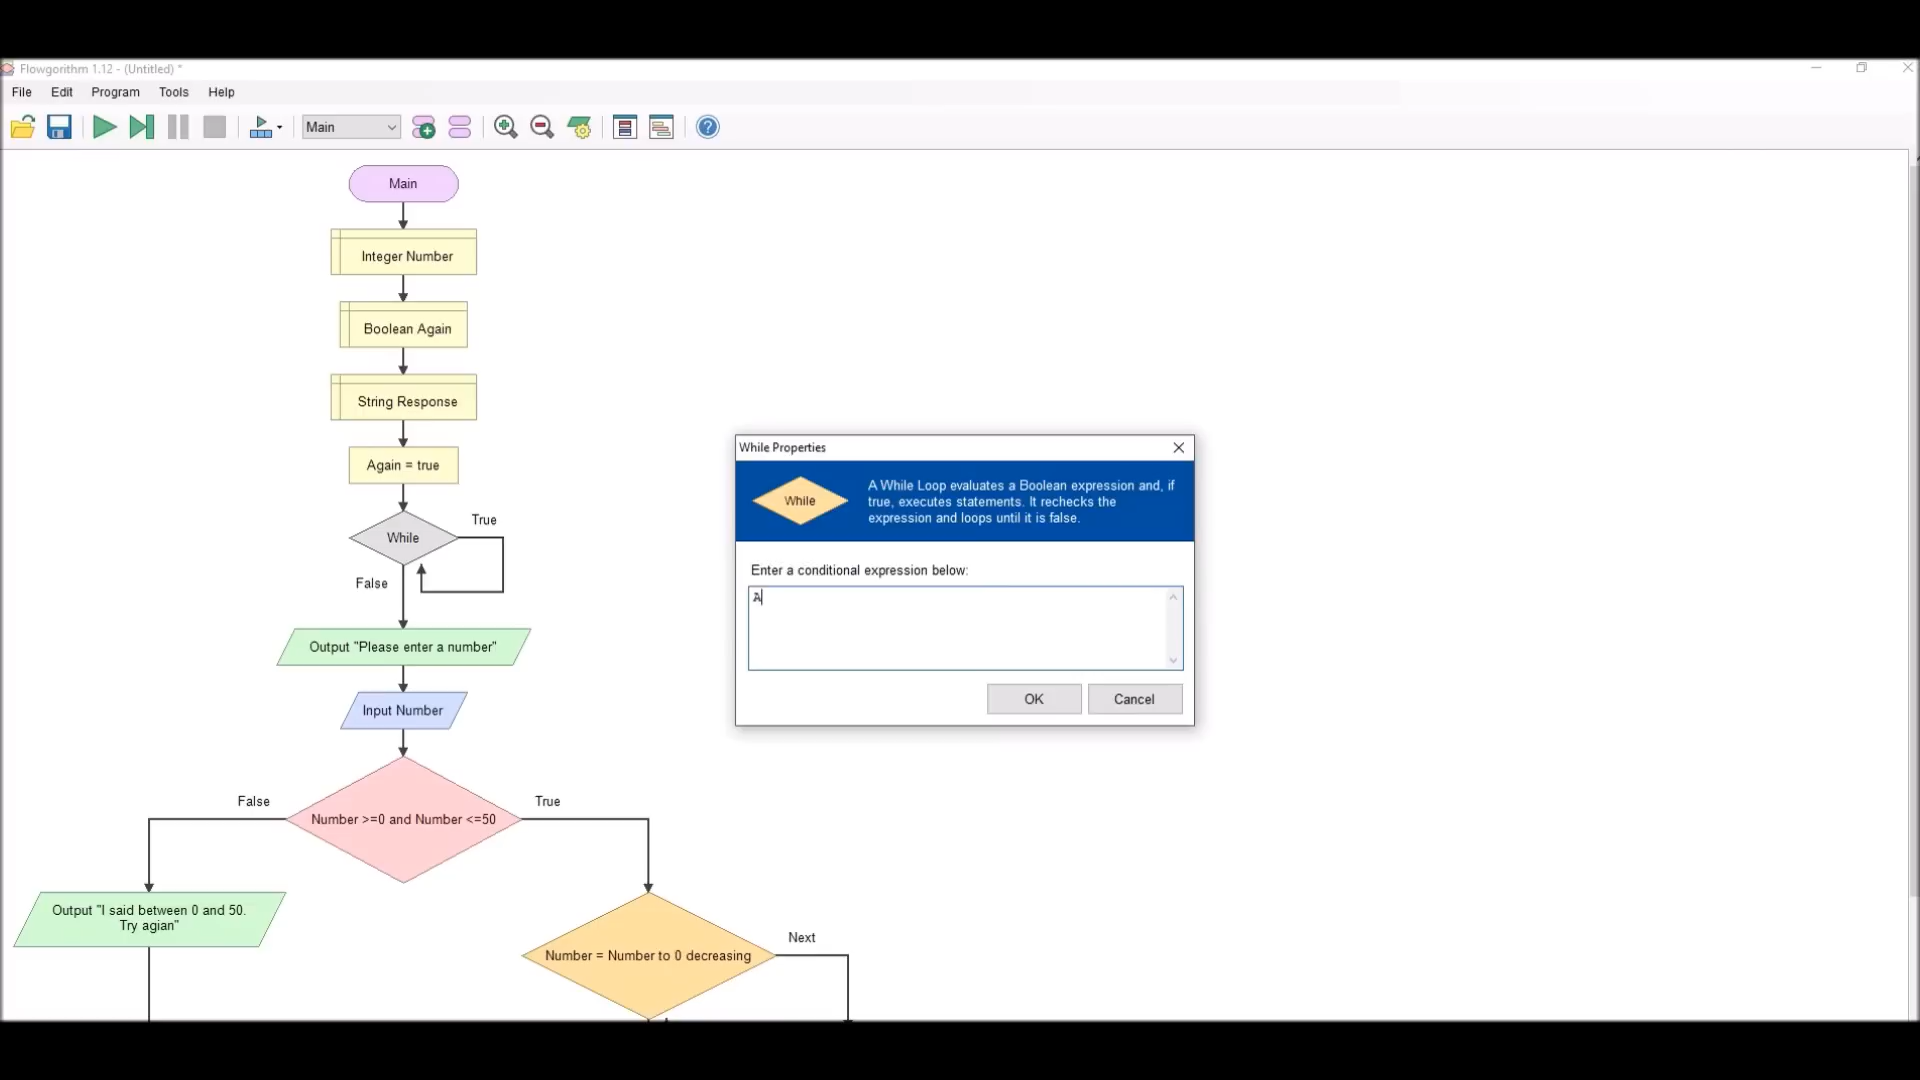 Flowgorithm 1.12 - (Untitled) *
File Edit Program Tools Help
Main
Main
Integer Number
Boolean Again
String Response
Again = true
While
True
False
Output "Please enter a number"
Input Number
Number >=0 and Number <=50
False
True
Output "I said between 0 and 50.
Try agian"
Number = Number to 0 decreasing
Next
While Properties
While
A While Loop evaluates a Boolean expression and, if
true, executes statements. It rechecks the
expression and loops until it is false.
Enter a conditional expression below:
A
OK Cancel